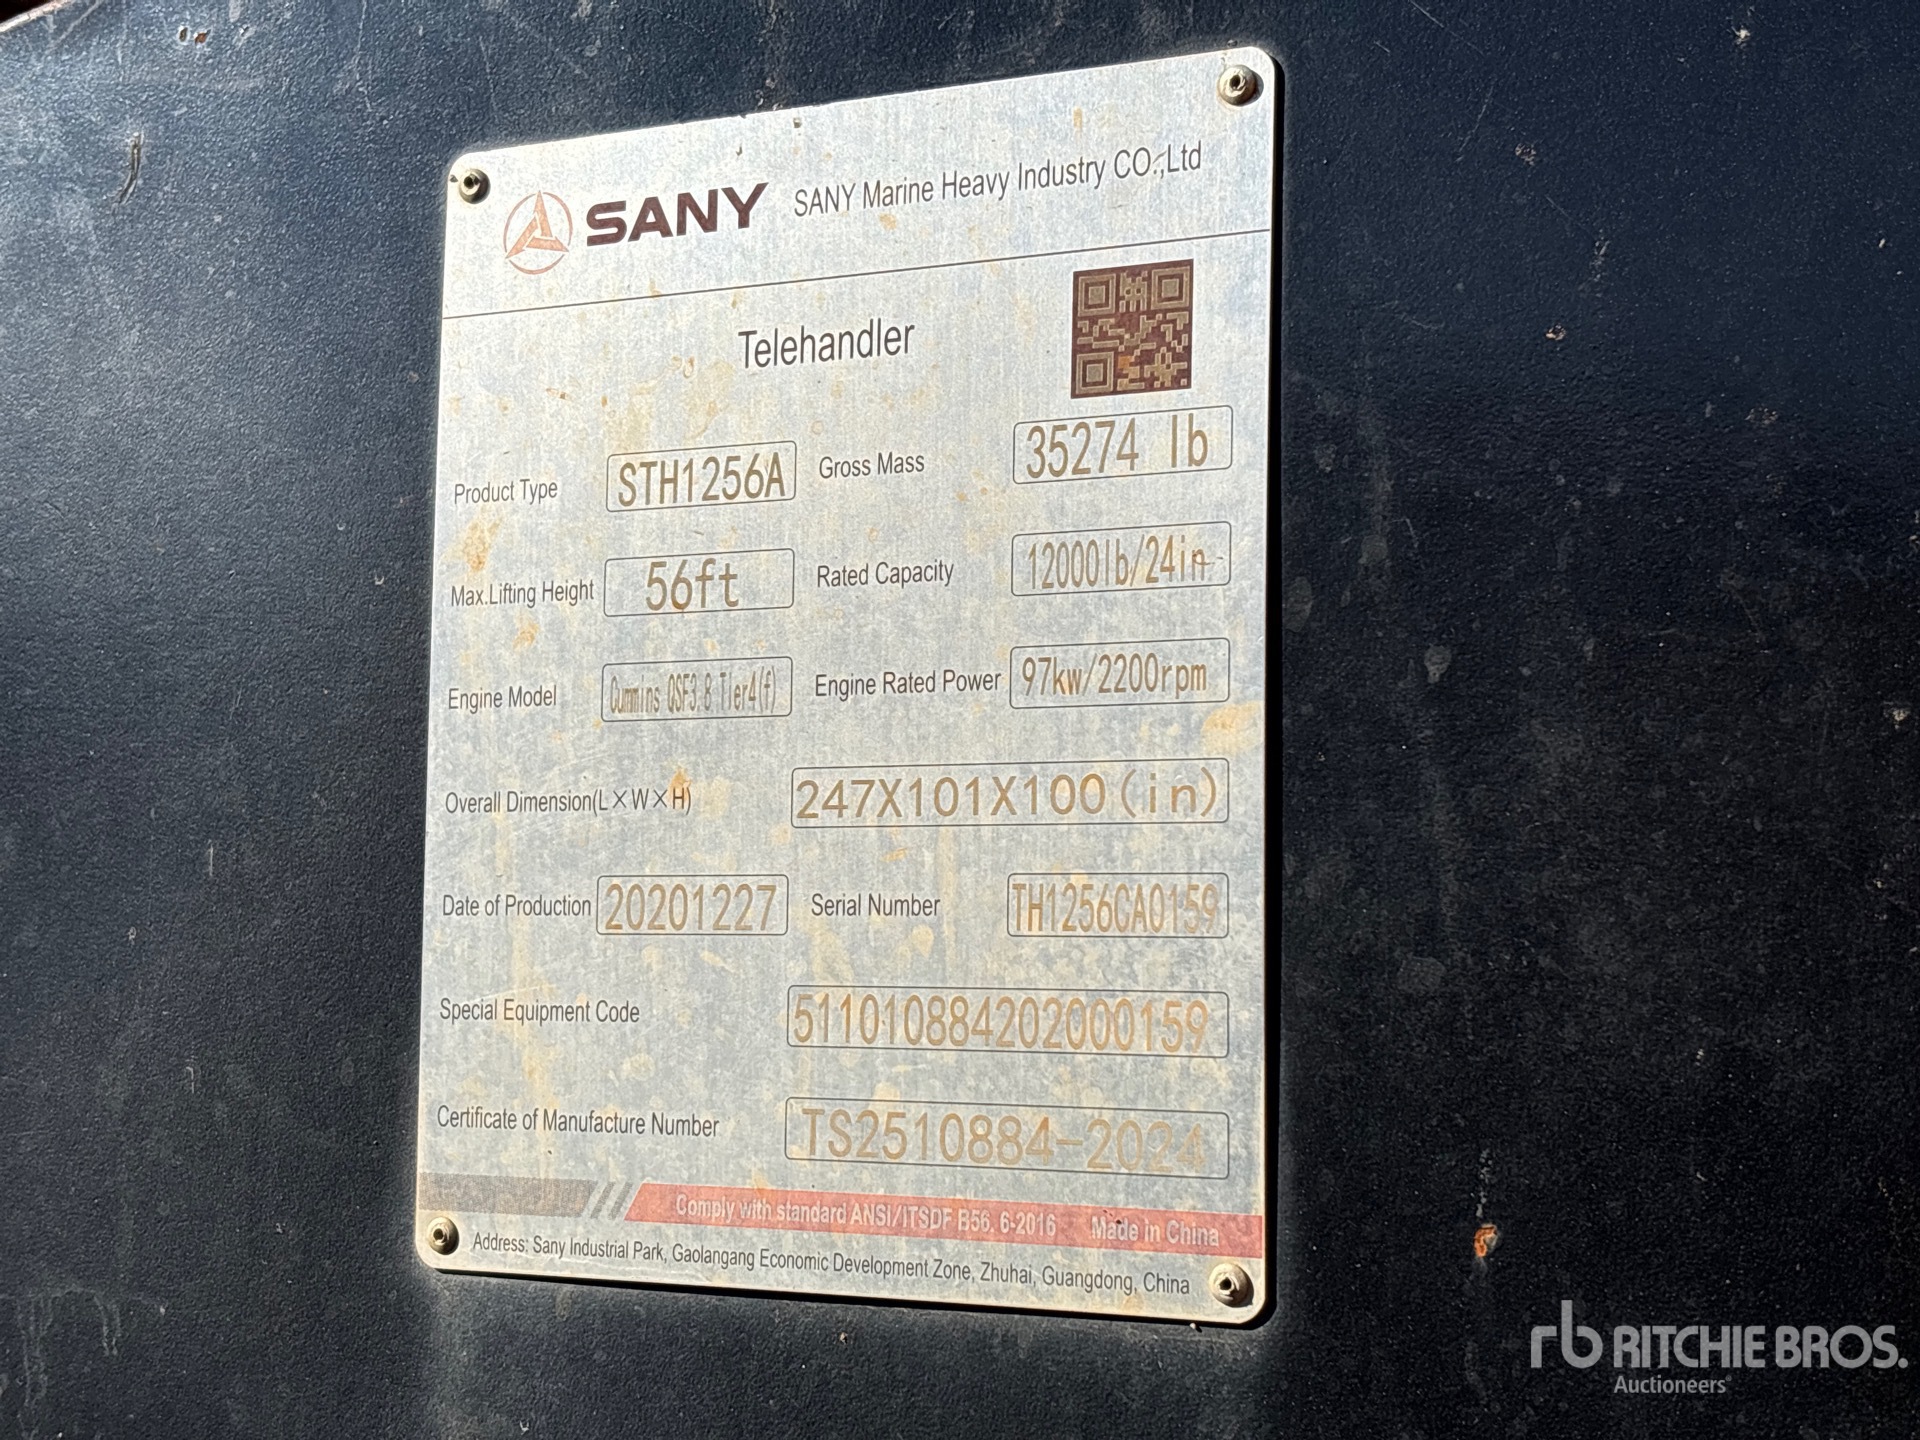 SANY SANY Marine Heavy Industry CO.,Ltd
Telehandler
Product Type STH1256A Gross Mass 35274 lb
Max.Lifting Height 56ft Rated Capacity 12000lb/24in
Engine Model Cummins QSF3.8 Tier4(f) Engine Rated Power 97kw/2200rpm
Overall Dimension(L×W×H) 247X101X100(in)
Date of Production 20201227 Serial Number TH1256CA0159
Special Equipment Code 511010884202000159
Certificate of Manufacture Number TS2510884-2024
Comply with standard ANSI/ITSDF B56.6-2016 Made in China
Address: Sany Industrial Park, Gaolangang Economic Development Zone, Zhuhai, Guangdong, China
rb RITCHIE BROS.
Auctioneers